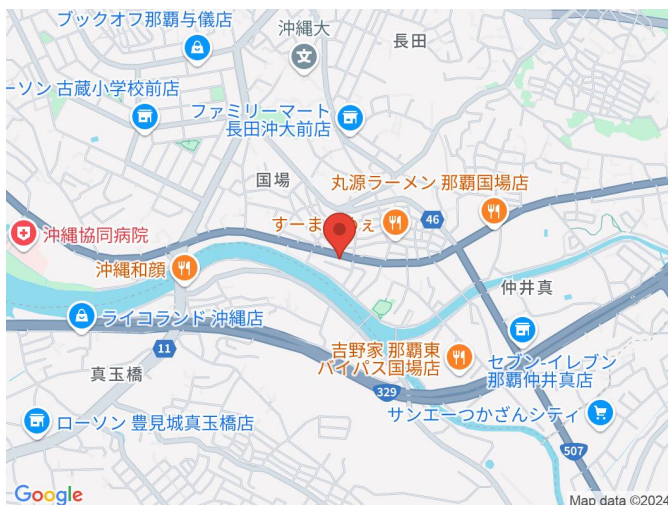 ブックオフ那覇与儀店
沖縄大
長田
ーソン 古蔵小学校前店
ファミリーマート
長田沖大前店
国場
丸源ラーメン 那覇国場店
すーま
ぇ
46
沖縄協同病院
沖縄和顔
仲井真
ライコランド 沖縄店
11
真玉橋
吉野家 那覇東
バイパス国場店
セブン‐イレブン
那覇仲井真店
329
ローソン 豊見城真玉橋店
サンエーつかざんシティ
507
Google
Map data ©2024